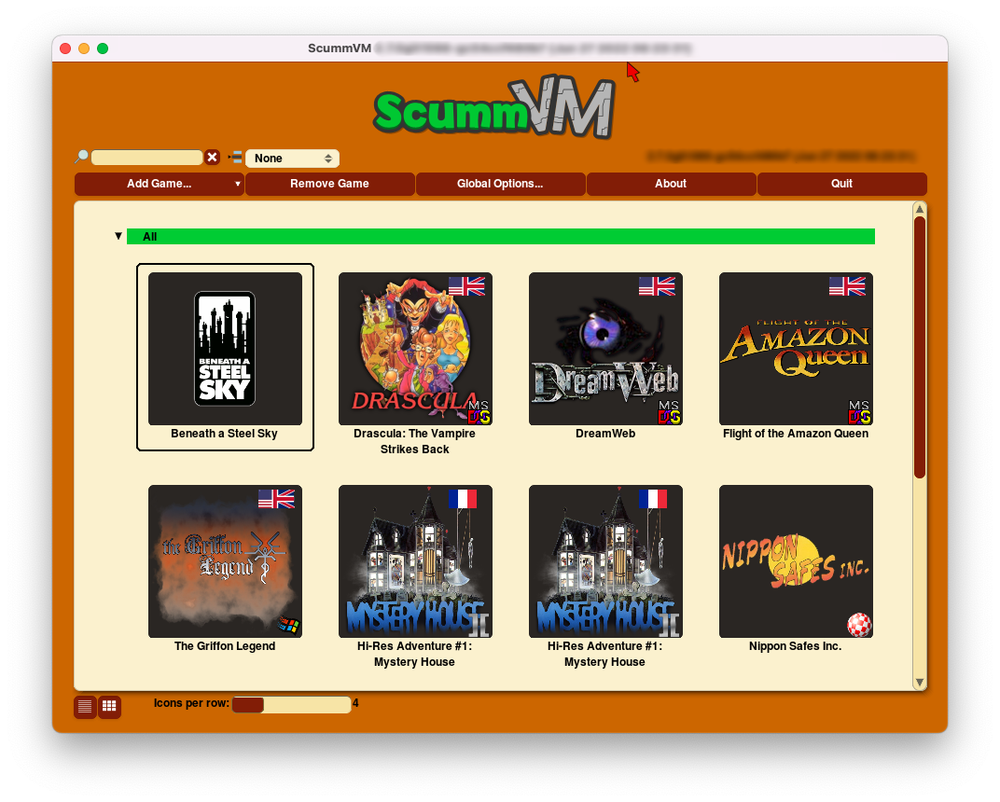 ScummVM
ScummVM
None
Add Game...
Remove Game
Global Options...
About
Quit
All
BENEATH A
STEEL
SKY
Beneath a Steel Sky
DRASCULA
MS
DOS
Drascula: The Vampire
Strikes Back
DreamWeb
MS
DOS
DreamWeb
FLIGHT OF THE
AMAZON
Queen
MS
DOS
Flight of the Amazon Queen
the Griffon
Legend
The Griffon Legend
MYSTERY HOUSE
II
Hi-Res Adventure #1:
Mystery House
MYSTERY HOUSE
II
Hi-Res Adventure #1:
Mystery House
NIPPON
SAFES INC.
Nippon Safes Inc.
Icons per row:
4